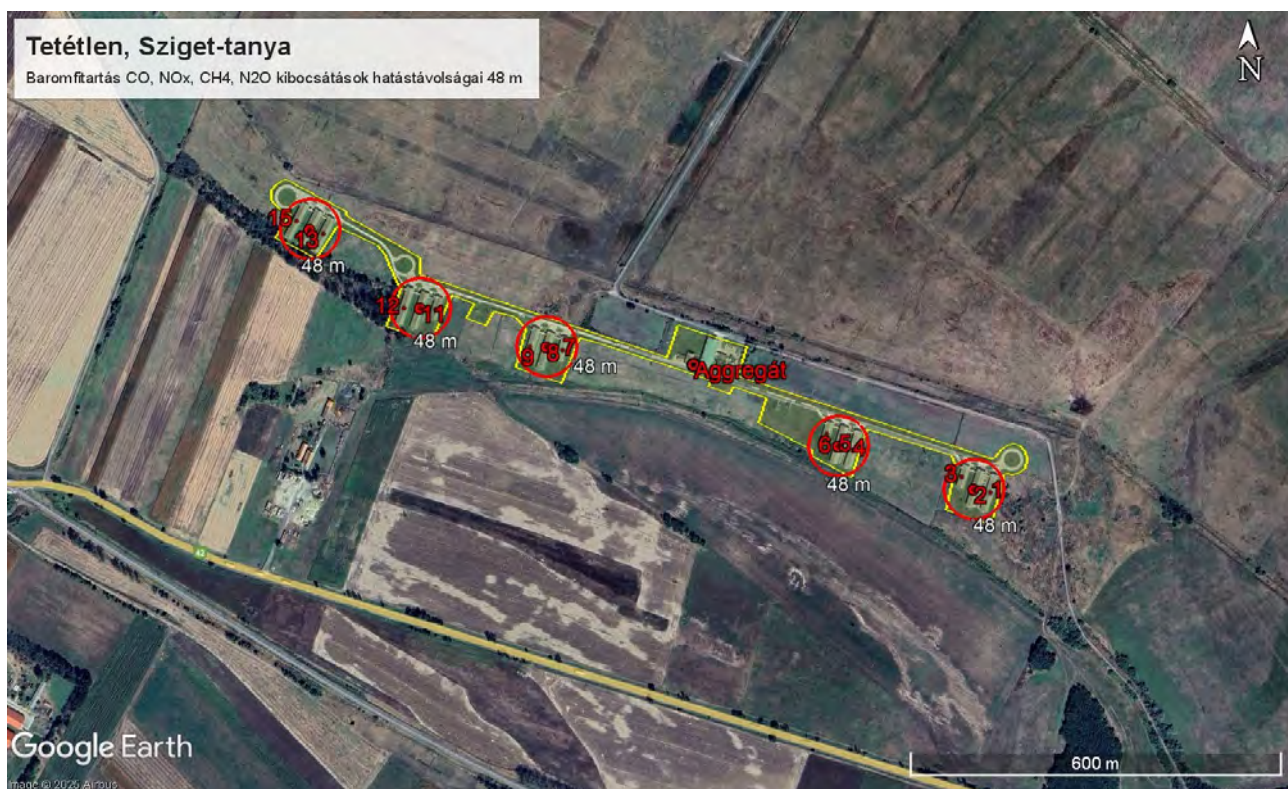 Tetétlen, Sziget-tanya
Baromfitartás CO, NOx, CH4, N2O kibocsátások hatástávolságai 48 m
N
15
13
48 m
12
11
48 m
9
8
7
48 m
Aggregát
6
5
4
48 m
3
2
1
48 m
42
600 m
Google Earth
Image © 2025 Airbus